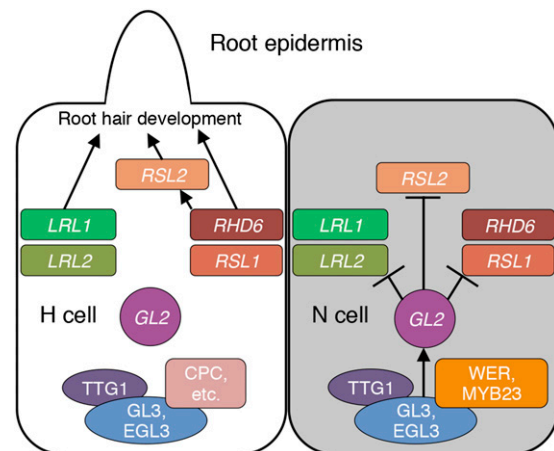 Root epidermis
Root hair development
RSL2
LRL1
RHD6
LRL2
RSL1
H cell
GL2
TTG1
CPC,
etc.
GL3,
EGL3
RSL2
LRL1
RHD6
LRL2
RSL1
N cell
GL2
TTG1
WER,
MYB23
GL3,
EGL3